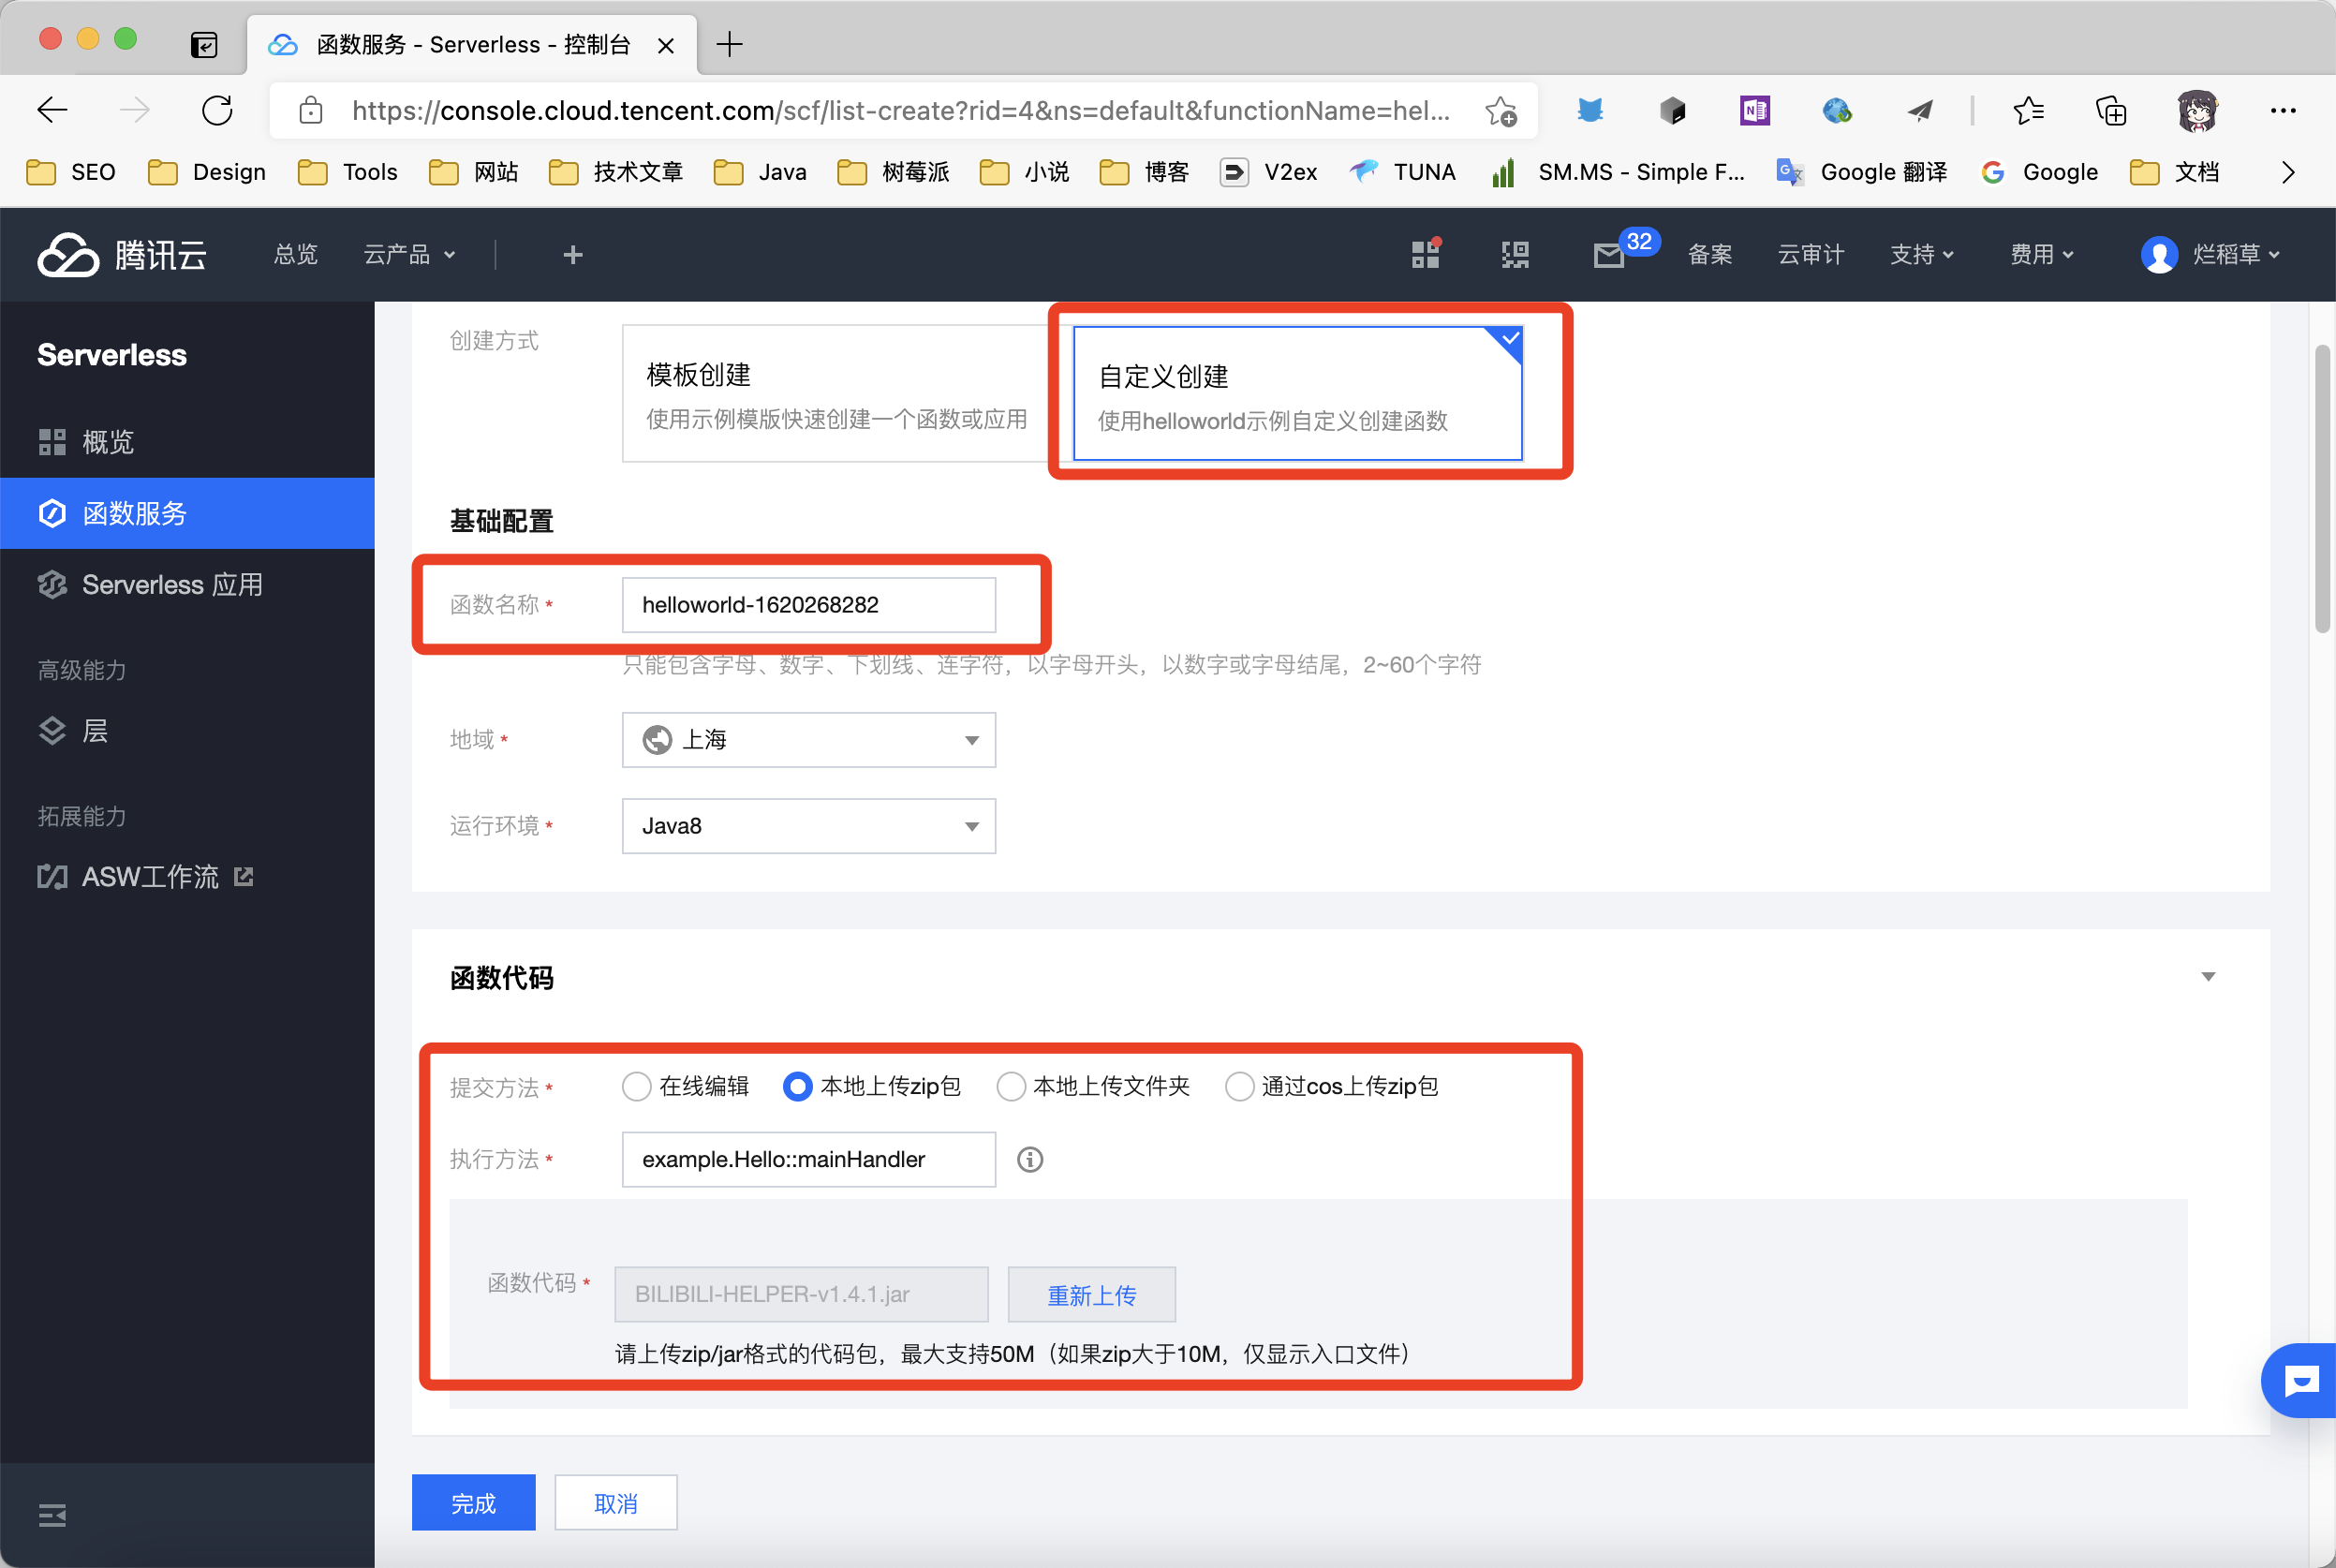 函数服务 - Serverless - 控制台
https://console.cloud.tencent.com/scf/list-create?rid=4&ns=default&functionName=hel...
SEO Design Tools 网站 技术文章 Java 树莓派 小说 博客 V2ex TUNA SM.MS - Simple F... Google 翻译 Google 文档
腾讯云 总览 云产品 32 备案 云审计 支持 费用 烂稻草
Serverless
概览
函数服务
Serverless 应用
高级能力
层
拓展能力
ASW工作流
创建方式
模板创建
使用示例模版快速创建一个函数或应用
自定义创建
使用helloworld示例自定义创建函数
基础配置
函数名称* helloworld-1620268282
只能包含字母、数字、下划线、连字符，以字母开头，以数字或字母结尾，2~60个字符
地域* 上海
运行环境* Java8
函数代码
提交方法* 在线编辑 本地上传zip包 本地上传文件夹 通过cos上传zip包
执行方法* example.Hello::mainHandler
函数代码* BILIBILI-HELPER-v1.4.1.jar 重新上传
请上传zip/jar格式的代码包，最大支持50M（如果zip大于10M，仅显示入口文件）
完成 取消